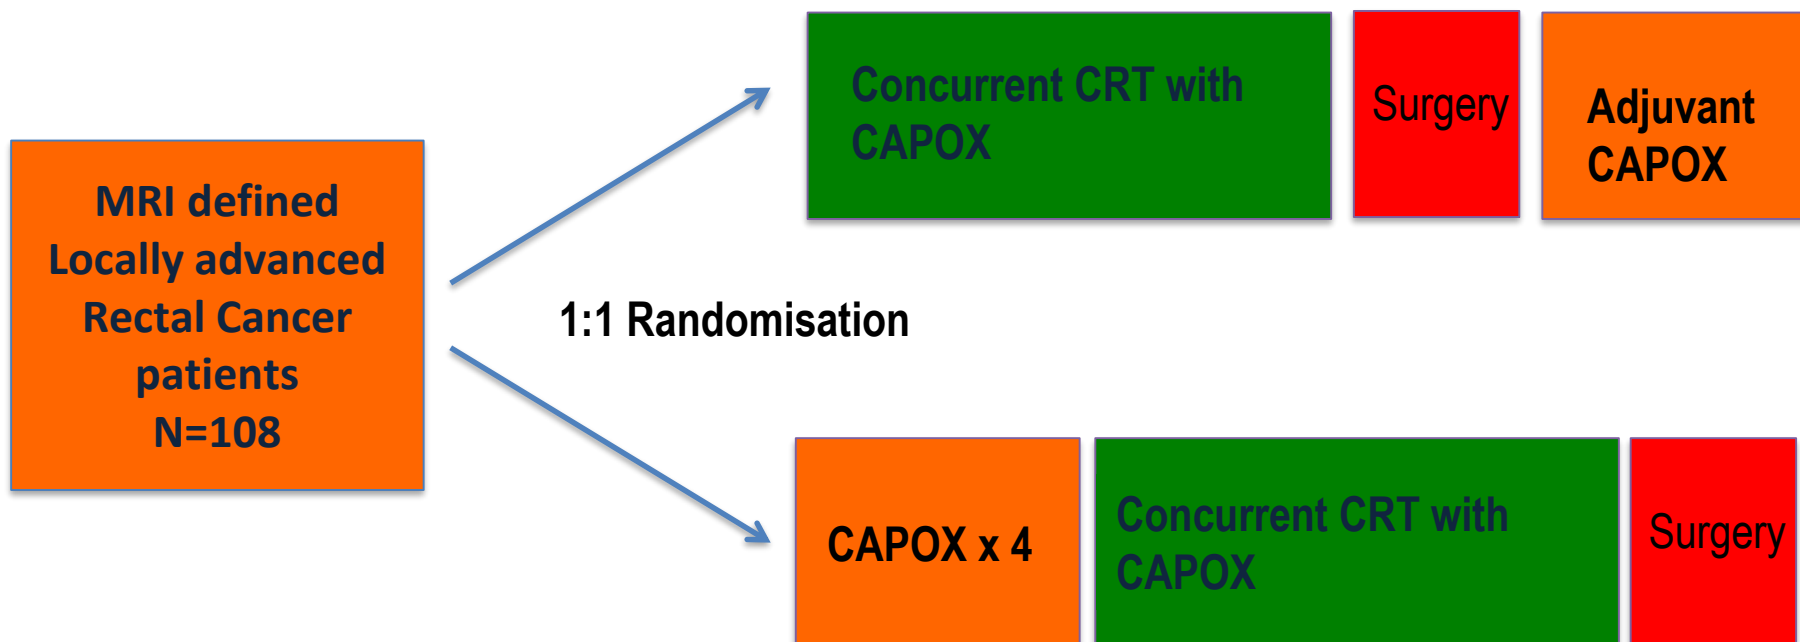 MRI defined
Locally advanced
Rectal Cancer
patients
N=108
1:1 Randomisation
Concurrent CRT with
CAPOX
Surgery
Adjuvant
CAPOX
CAPOX x 4
Concurrent CRT with
CAPOX
Surgery